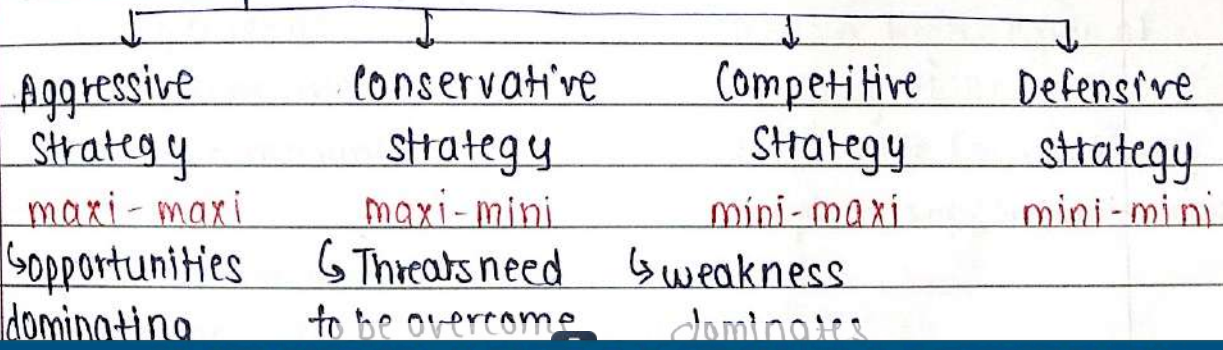 Aggressive Conservative Competitive Defensive
Strategy strategy Strategy strategy
maxi-maxi maxi-mini mini-maxi mini-mini
↳opportunities ↳Threats need ↳weakness
dominating to be overcome dominates